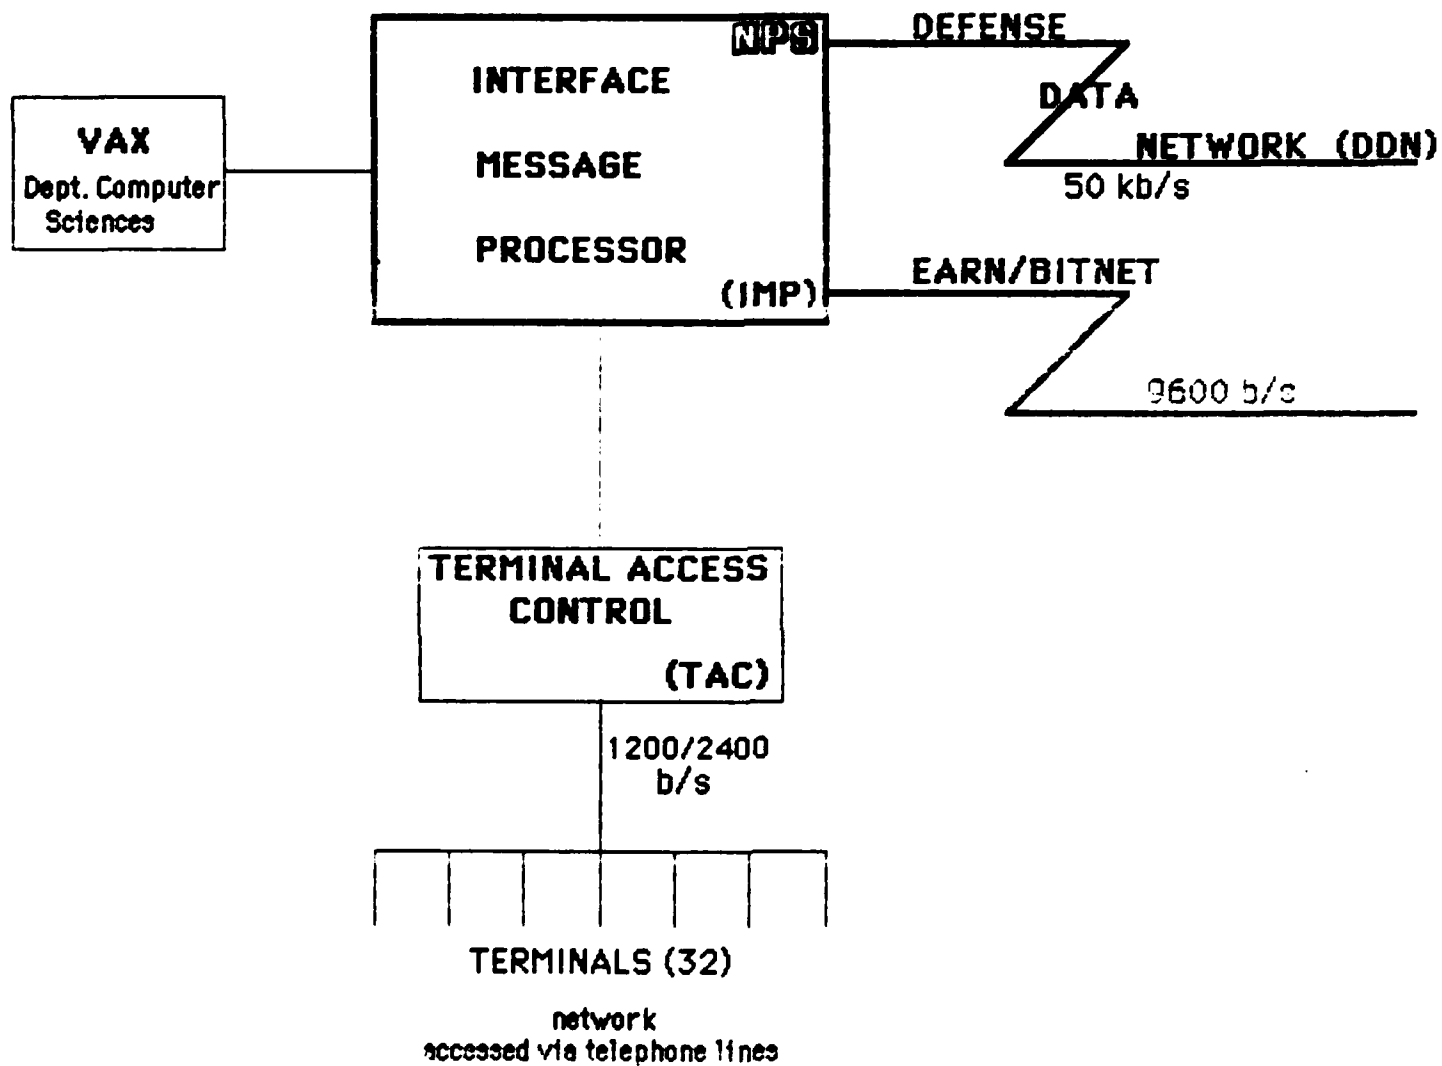 NPS
INTERFACE
MESSAGE
PROCESSOR
(IMP)
VAX
Dept. Computer
Sciences
DEFENSE
DATA
NETWORK (DDN)
50 kb/s
EARN/BITNET
9600 b/s
TERMINAL ACCESS
CONTROL
(TAC)
1200/2400
b/s
TERMINALS (32)
network
accessed via telephone lines